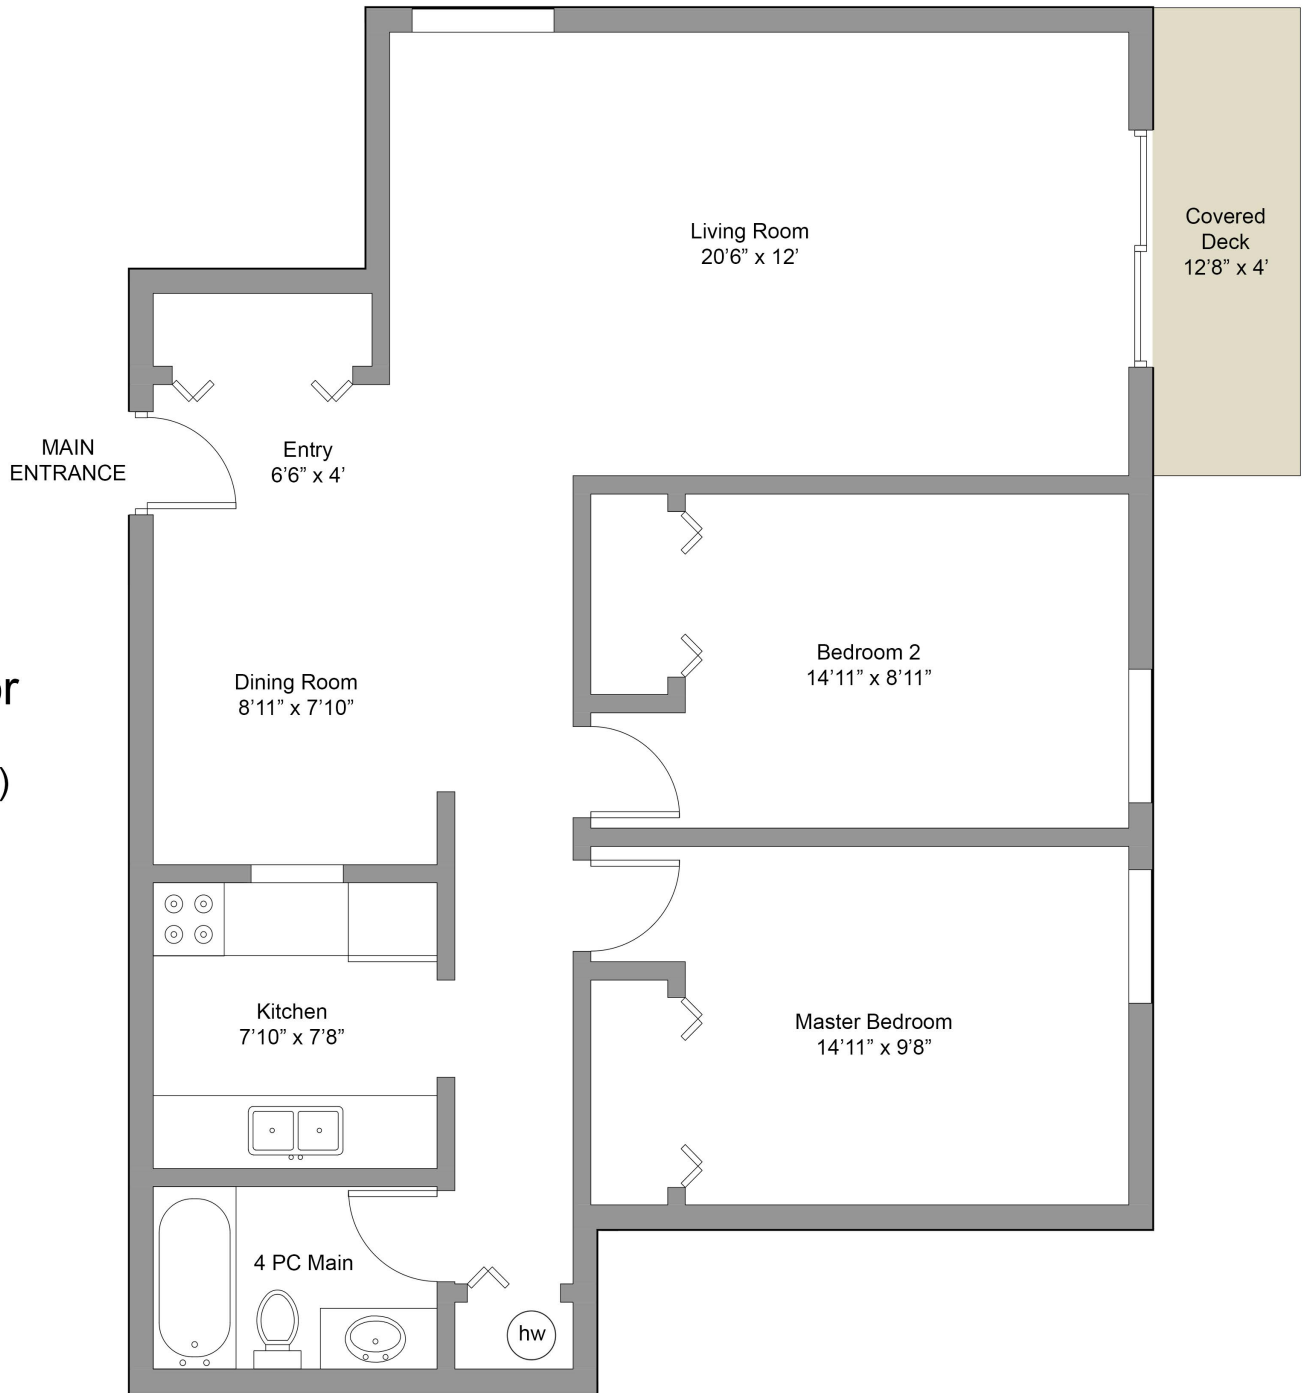 Living Room
20’6” x 12’
Covered
Deck
12’8” x 4’
MAIN
ENTRANCE
Entry
6’6” x 4’
Bedroom 2
14’11” x 8’11”
Dining Room
8’11” x 7’10”
or
)
Kitchen
7’10” x 7’8”
Master Bedroom
14’11” x 9’8”
4 PC Main
hw